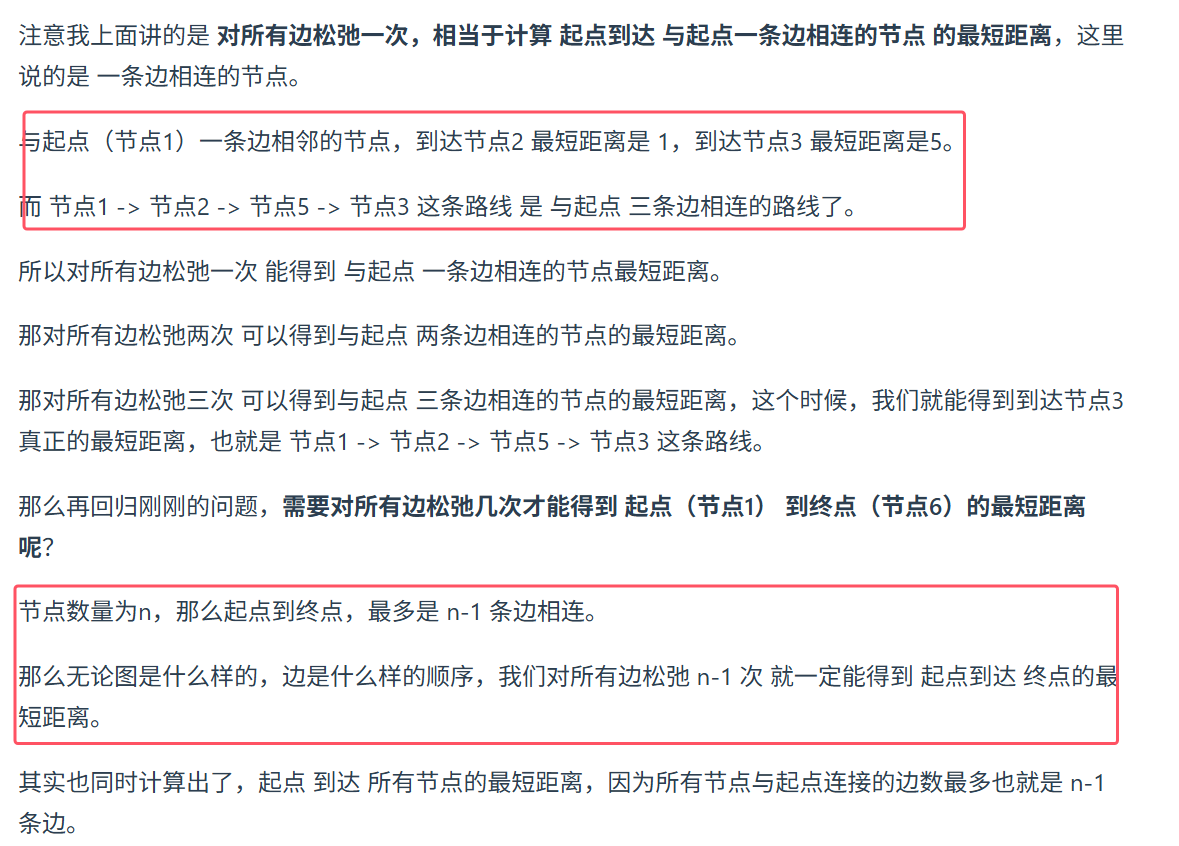 注意我上面讲的是 对所有边松弛一次，相当于计算 起点到达 与起点一条边相连的节点 的最短距离，这里
说的是 一条边相连的节点。
与起点（节点1）一条边相邻的节点，到达节点2 最短距离是 1，到达节点3 最短距离是5。
而 节点1 -> 节点2 -> 节点5 -> 节点3 这条路线 是 与起点 三条边相连的路线了。
所以对所有边松弛一次 能得到 与起点 一条边相连的节点最短距离。
那对所有边松弛两次 可以得到与起点 两条边相连的节点的最短距离。
那对所有边松弛三次 可以得到与起点 三条边相连的节点的最短距离，这个时候，我们就能得到到达节点3
真正的最短距离，也就是 节点1 -> 节点2 -> 节点5 -> 节点3 这条路线。
那么再回归刚刚的问题，需要对所有边松弛几次才能得到 起点（节点1） 到终点（节点6）的最短距离
呢？
节点数量为n，那么起点到终点，最多是 n-1 条边相连。
那么无论图是什么样的，边是什么样的顺序，我们对所有边松弛 n-1 次 就一定能得到 起点到达 终点的最
短距离。
其实也同时计算出了，起点 到达 所有节点的最短距离，因为所有节点与起点连接的边数最多也就是 n-1
条边。